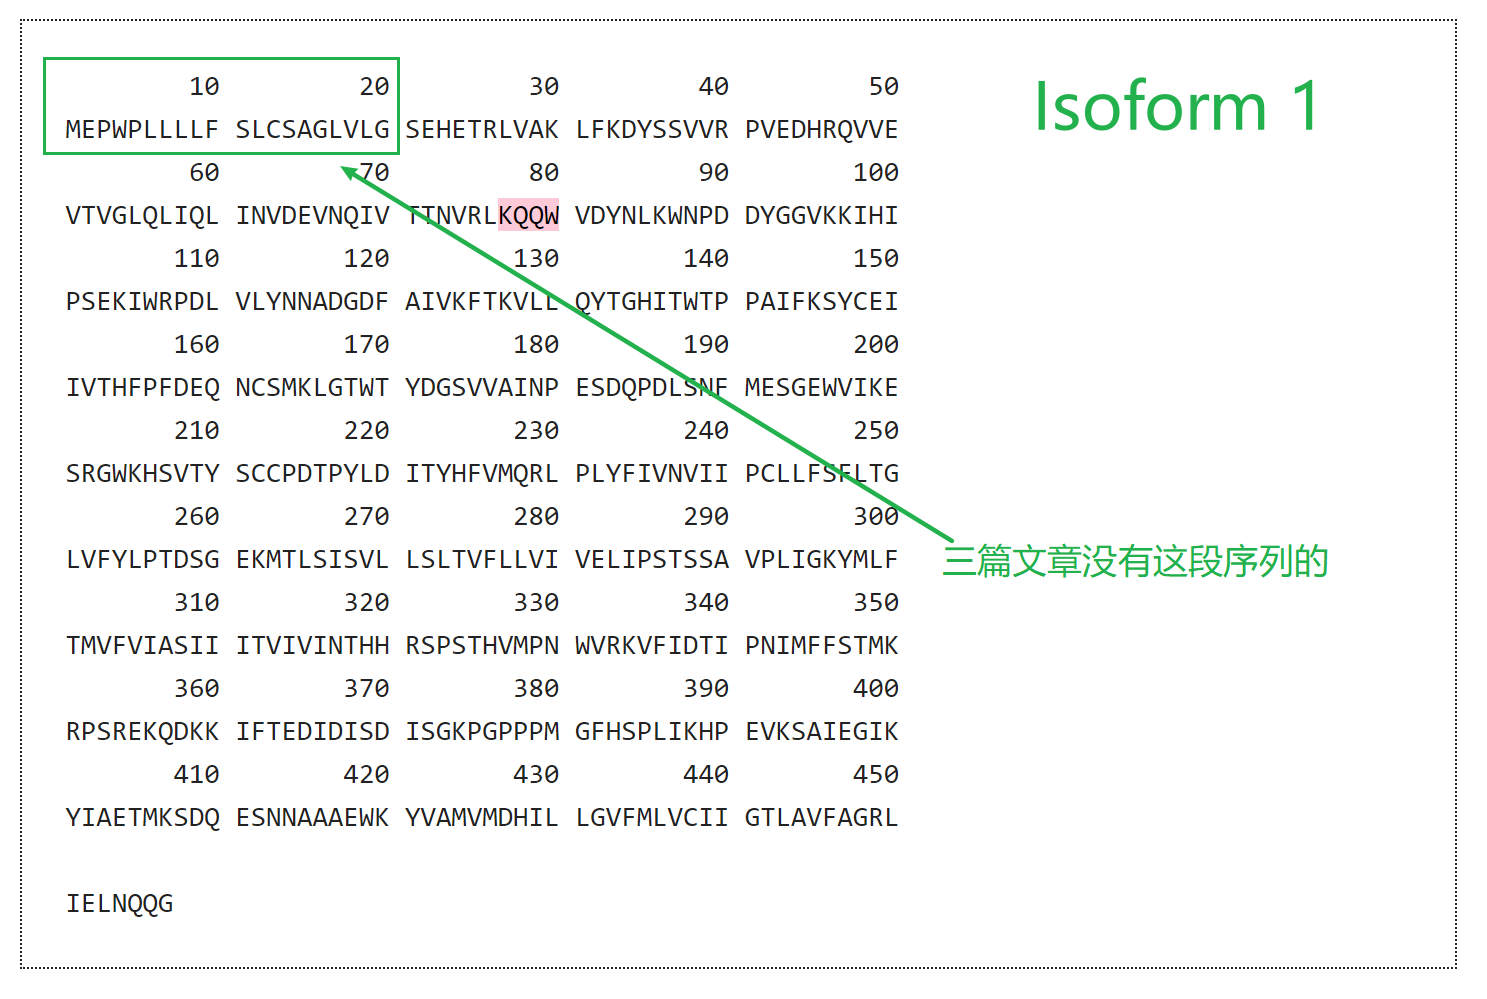 Isoform 1
10 20 30 40 50
MEPWPLLLLF SLCSAGLVLG SEHETRLVAK LFKDYSSVVR PVEDHRQVVE
60 70 80 90 100
VTVGLQLIQL INVDEVNQIV TTNVRLKQQW VDYNLKWNPD DYGGVKKIHI
110 120 130 140 150
PSEKIWRPDL VLYNNADGDF AIVKFTKVLL QYTGHITWTP PAIFKSYCEI
160 170 180 190 200
IVTHFPFDEQ NCSMKLGTWT YDGSVVAINP ESDQPDLSNF MESGEWVIKE
210 220 230 240 250
SRGWKHSVTY SCCPDTPYLD ITYHFVMQRL PLYFIVNVII PCLLFSFLTG
260 270 280 290 300
LVFYLPTDSG EKMTLSISVL LSLTVFLLVI VELIPSTSSA VPLIGKYMLF
三篇文章没有这段序列的
310 320 330 340 350
TMVFVIASII ITVIVINTHH RSPSTHVMPN WVRKVFIDTI PNIMFFSTMK
360 370 380 390 400
RPSREKQDKK IFTEDIDISD ISGKPGPPPM GFHSPLIKHP EVKSAIEGIK
410 420 430 440 450
YIAETMKSDQ ESNNAAAEWK YVAMVMDHIL LGVFMLVCII GTLAVFAGRL
IELNQQG